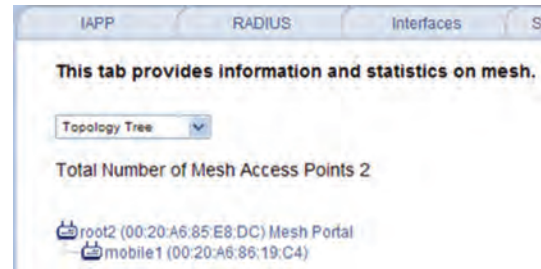 IAPP RADIUS Interfaces S
This tab provides information and statistics on mesh.
Topology Tree
Total Number of Mesh Access Points 2
root2 (00:20:A6:85:E8:DC) Mesh Portal
mobile1 (00:20:A6:86:19:C4)